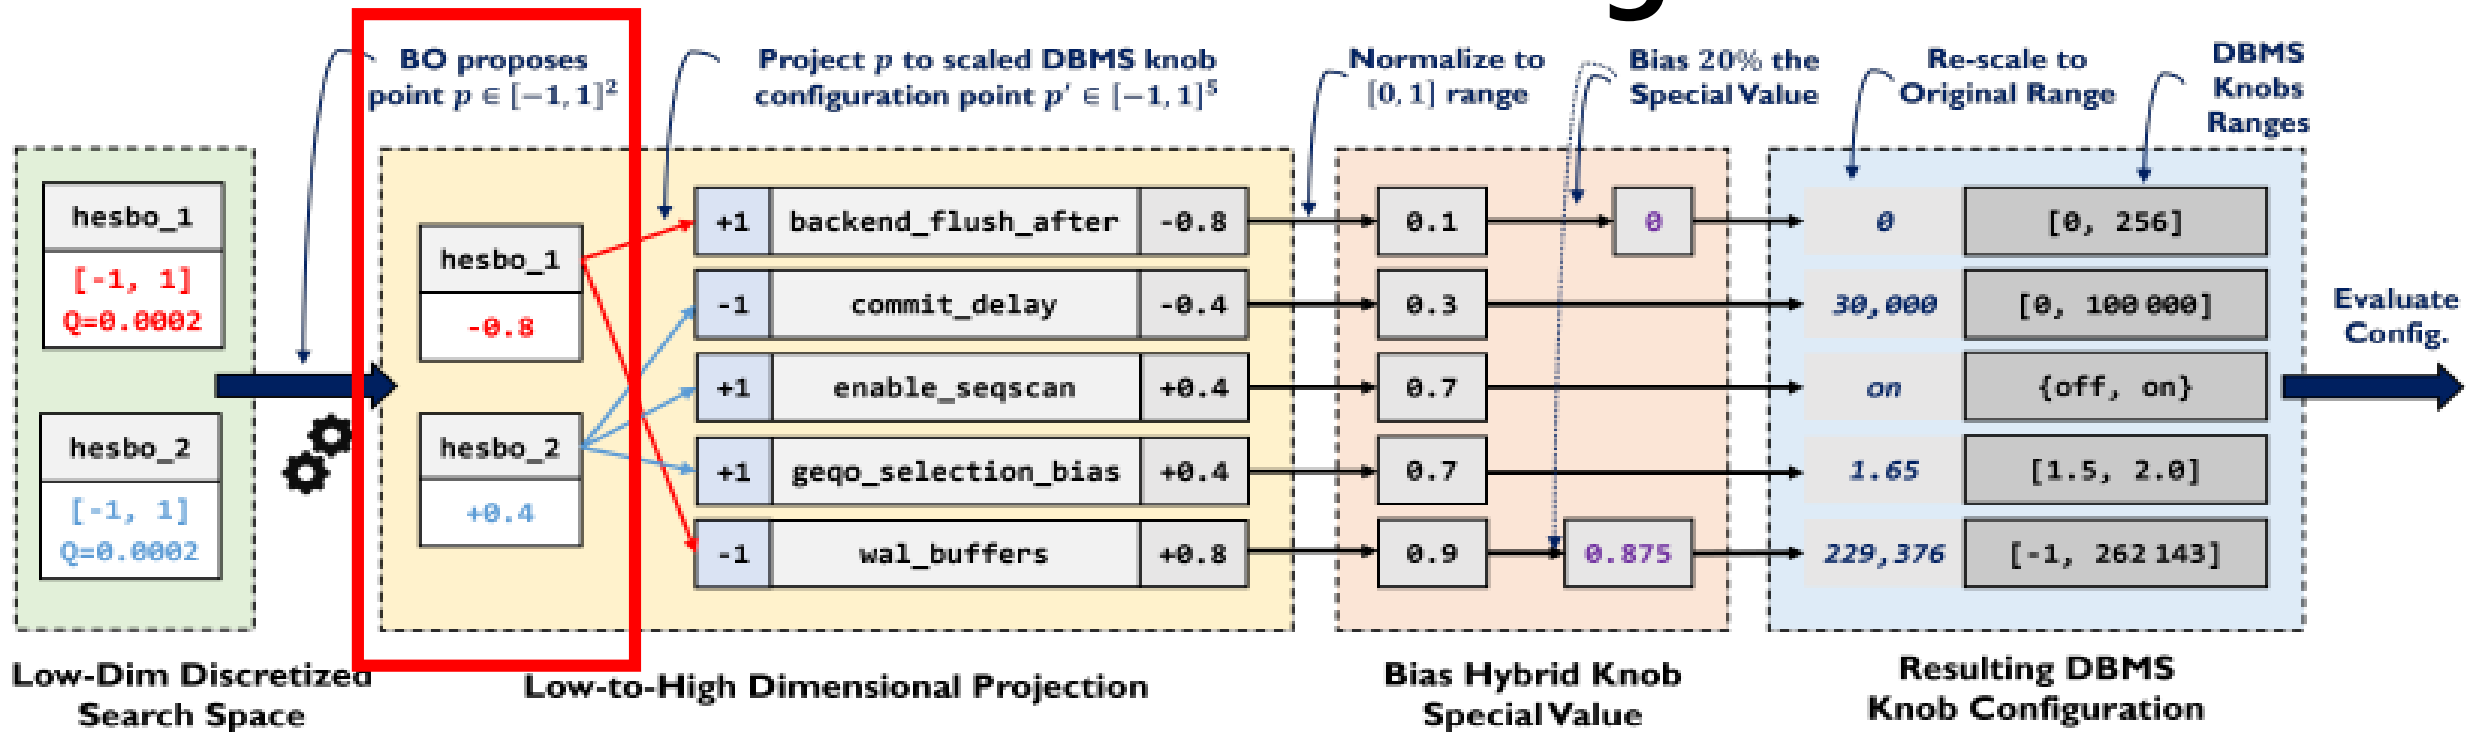 BO proposes
point p ∈ [−1, 1]²
Project p to scaled DBMS knob
configuration point p′ ∈ [−1, 1]⁵
Normalize to
[0, 1] range
Bias 20% the
Special Value
Re-scale to
Original Range
DBMS
Knobs
Ranges
hesbo_1
[-1, 1]
Q=0.0002
hesbo_2
[-1, 1]
Q=0.0002
hesbo_1
-0.8
hesbo_2
+0.4
+1 backend_flush_after -0.8
-1 commit_delay -0.4
+1 enable_seqscan +0.4
+1 geqo_selection_bias +0.4
-1 wal_buffers +0.8
0.1 0
0.3
0.7
0.7
0.9 0.875
0 [0, 256]
30,000 [0, 100 000]
on {off, on}
1.65 [1.5, 2.0]
229,376 [-1, 262 143]
Evaluate
Config.
Low-Dim Discretized
Search Space
Low-to-High Dimensional Projection
Bias Hybrid Knob
Special Value
Resulting DBMS
Knob Configuration